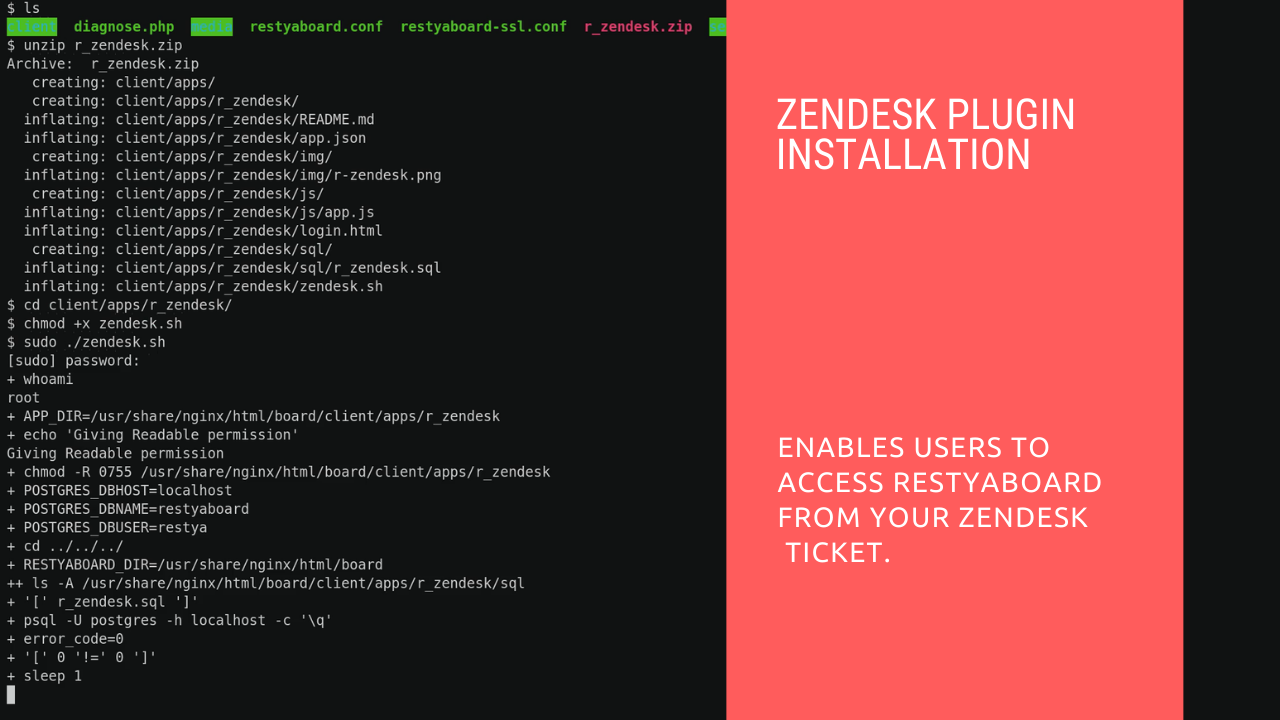 $ ls
client  diagnose.php  media  restyaboard.conf  restyaboard-ssl.conf  r_zendesk.zip
$ unzip r_zendesk.zip
Archive:  r_zendesk.zip
   creating: client/apps/
   creating: client/apps/r_zendesk/
  inflating: client/apps/r_zendesk/README.md
  inflating: client/apps/r_zendesk/app.json
   creating: client/apps/r_zendesk/img/
  inflating: client/apps/r_zendesk/img/r-zendesk.png
   creating: client/apps/r_zendesk/js/
  inflating: client/apps/r_zendesk/js/app.js
  inflating: client/apps/r_zendesk/login.html
   creating: client/apps/r_zendesk/sql/
  inflating: client/apps/r_zendesk/sql/r_zendesk.sql
  inflating: client/apps/r_zendesk/zendesk.sh
$ cd client/apps/r_zendesk/
$ chmod +x zendesk.sh
$ sudo ./zendesk.sh
[sudo] password:
+ whoami
root
+ APP_DIR=/usr/share/nginx/html/board/client/apps/r_zendesk
+ echo 'Giving Readable permission'
Giving Readable permission
+ chmod -R 0755 /usr/share/nginx/html/board/client/apps/r_zendesk
+ POSTGRES_DBHOST=localhost
+ POSTGRES_DBNAME=restyaboard
+ POSTGRES_DBUSER=restya
+ cd ../../../
+ RESTYABOARD_DIR=/usr/share/nginx/html/board
++ ls -A /usr/share/nginx/html/board/client/apps/r_zendesk/sql
+ '[' r_zendesk.sql ']'
+ psql -U postgres -h localhost -c '\q'
+ error_code=0
+ '[' 0 '!=' 0 ']'
+ sleep 1
ZENDESK PLUGIN
INSTALLATION
ENABLES USERS TO
ACCESS RESTYABOARD
FROM YOUR ZENDESK
TICKET.